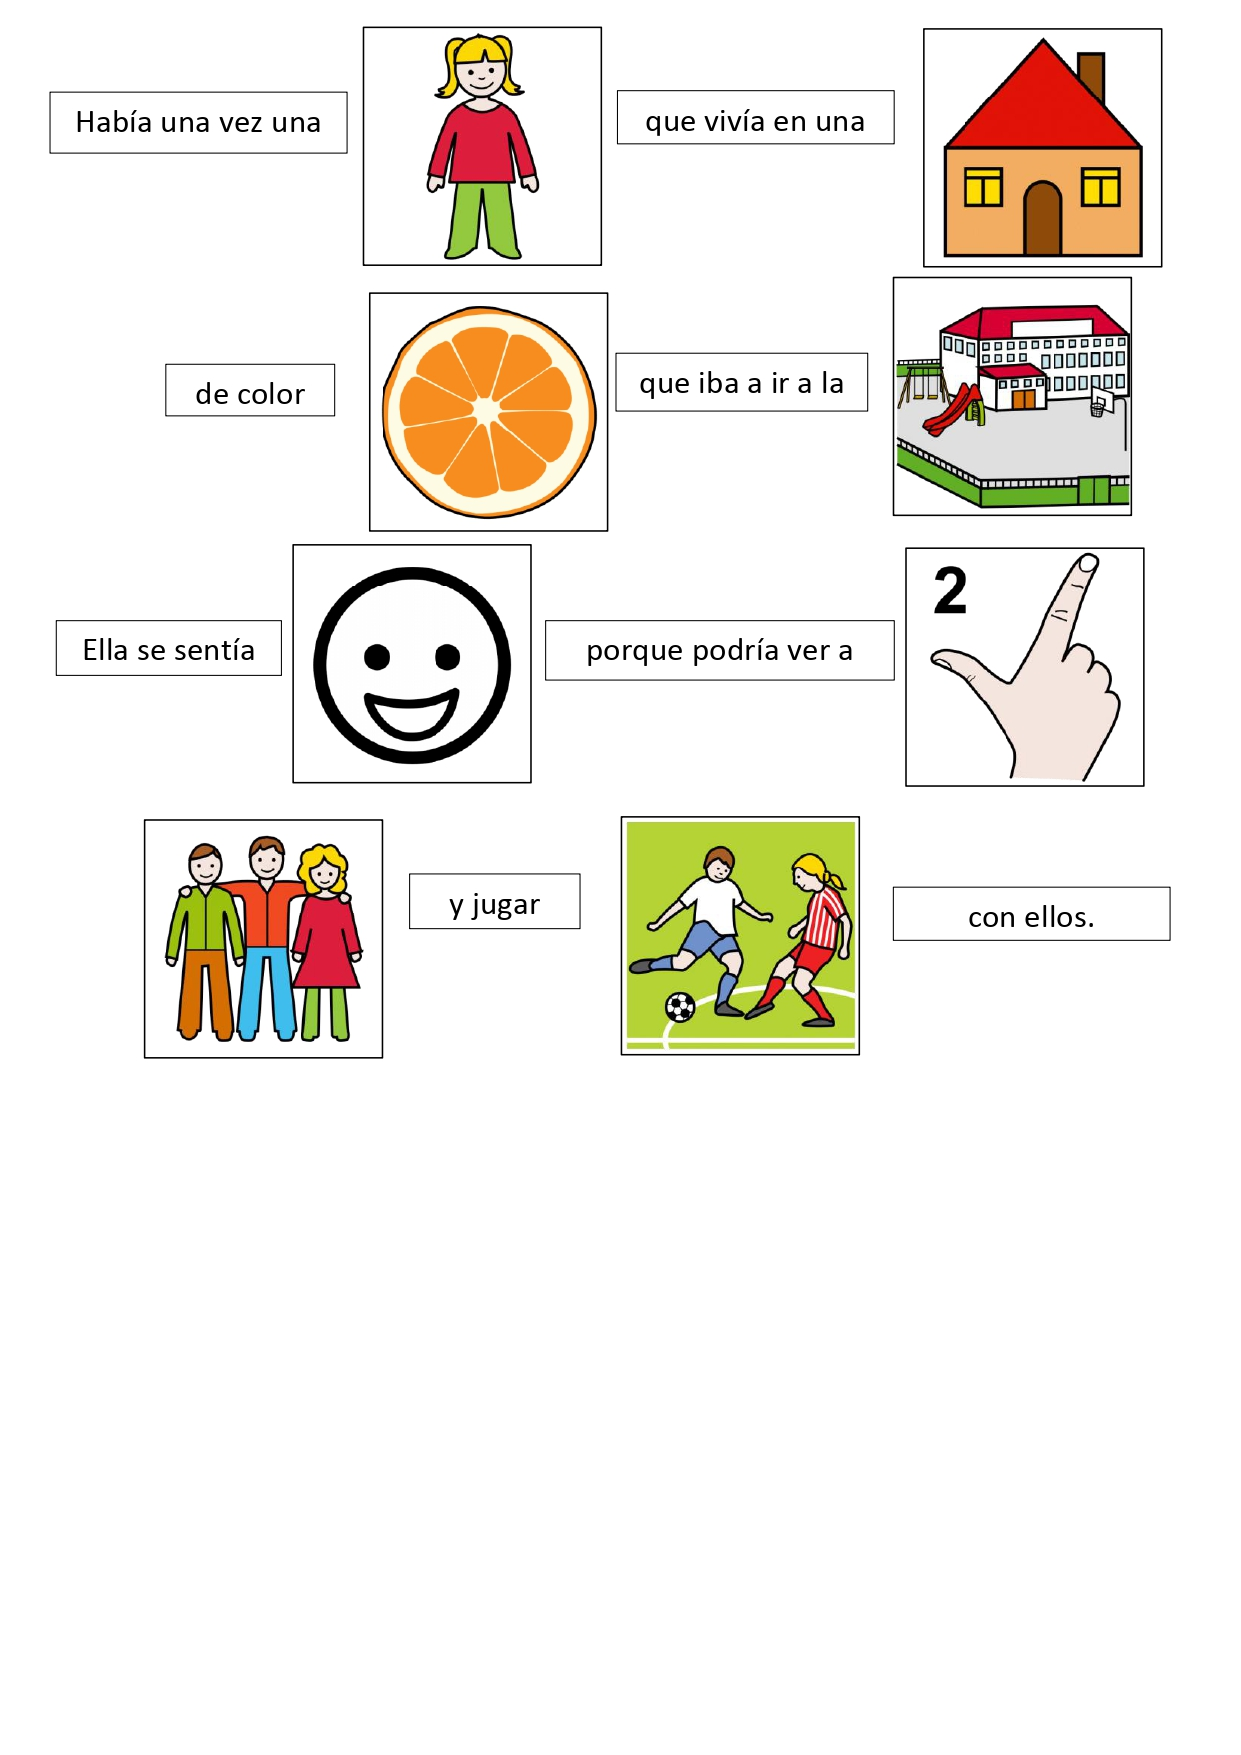 Había una vez una
que vivía en una
de color
que iba a ir a la
Ella se sentía
porque podría ver a
2
y jugar
con ellos.